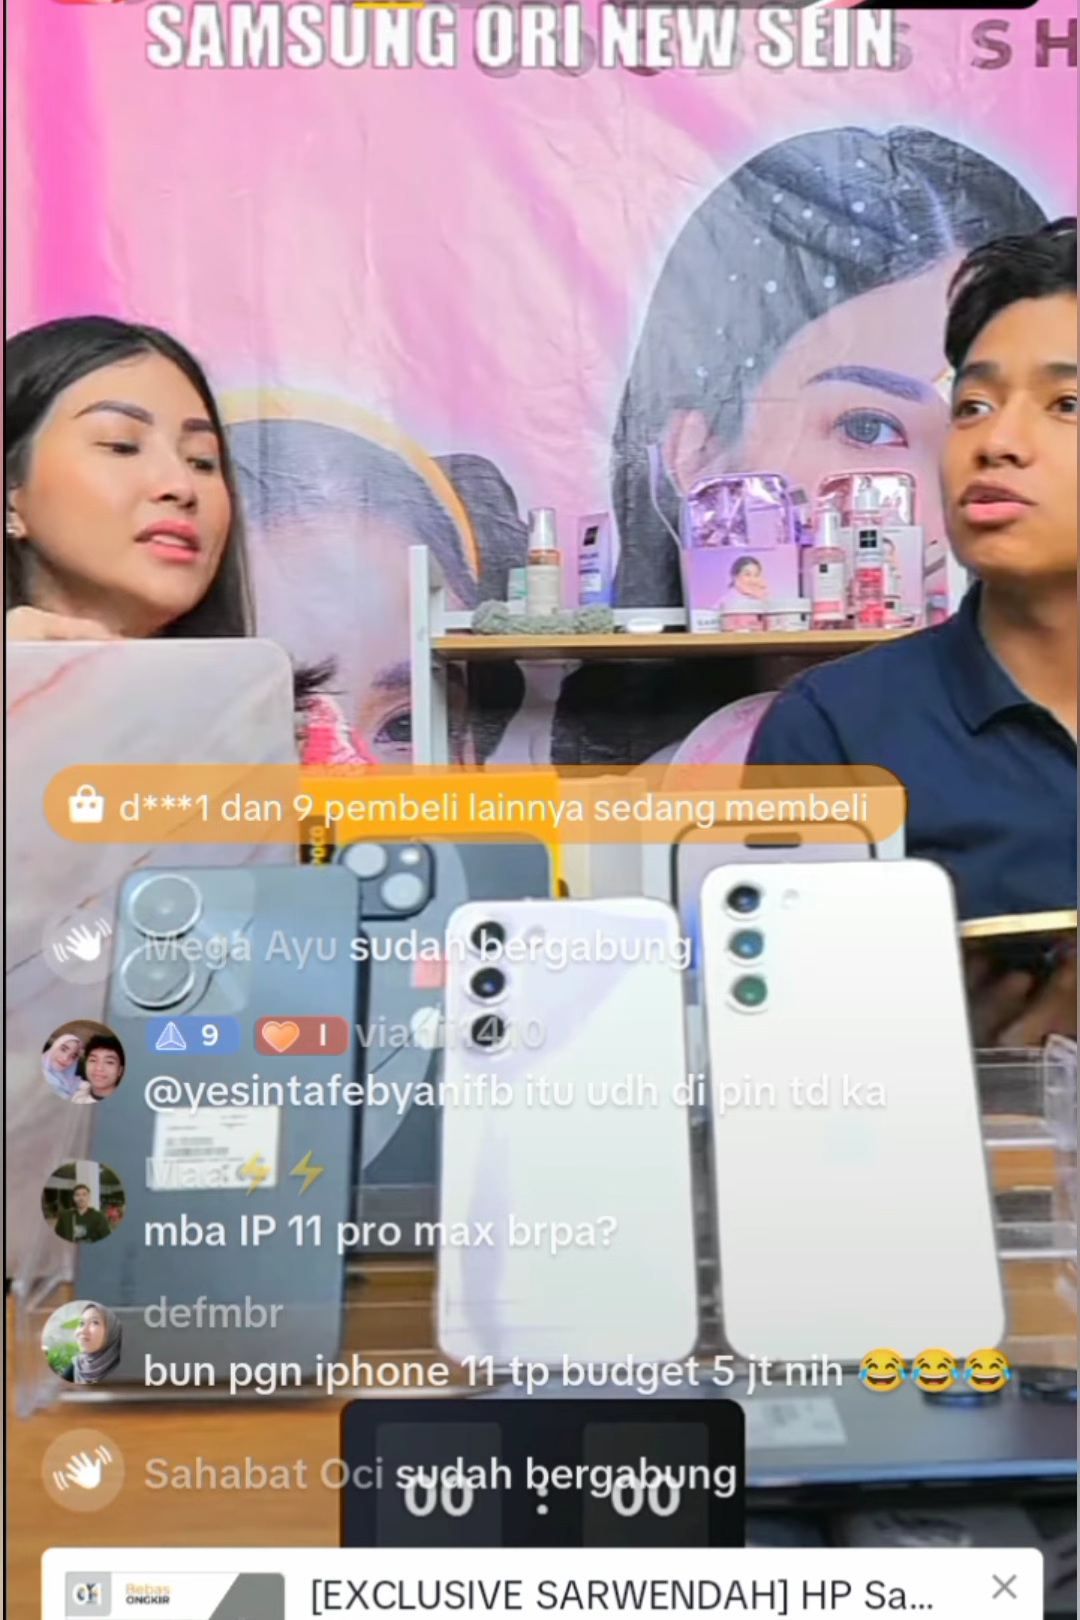 SAMSUNG ORI NEW SEIN
SH
d***1 dan 9 pembeli lainnya sedang membeli
POCO
Mega Ayu sudah bergabung
9 I
@yesintafebyanifb itu udh di pin td ka
mba IP 11 pro max brpa?
defmbr
bun pgn iphone 11 tp budget 5 jt nih 😂😂😂
Sahabat Oci sudah bergabung
00 : 00
Bebas
ONGKIR
[EXCLUSIVE SARWENDAH] HP Sa...